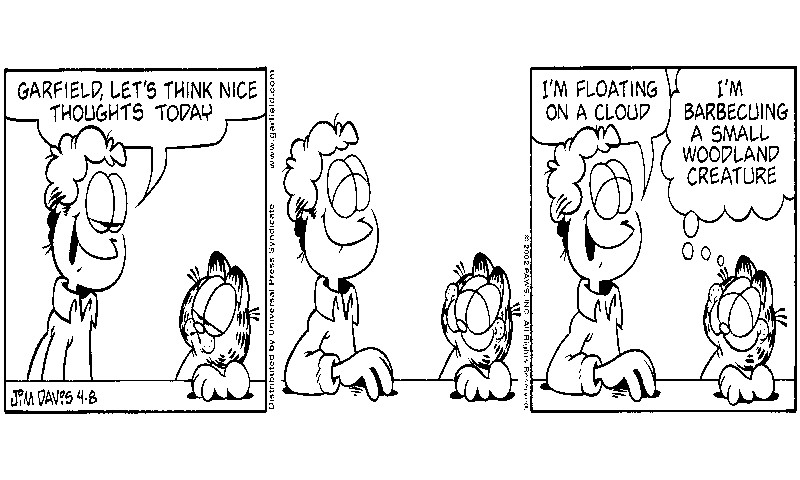 GARFIELD, LET'S THINK NICE
THOUGHTS TODAY
JIM DAVIS 4-8
www.garfield.com
Distributed by Universal Press Syndicate
I'M FLOATING
ON A CLOUD
I'M
BARBECUING
A SMALL
WOODLAND
CREATURE
© 2002 PAWS, INC. All Rights Reserved.